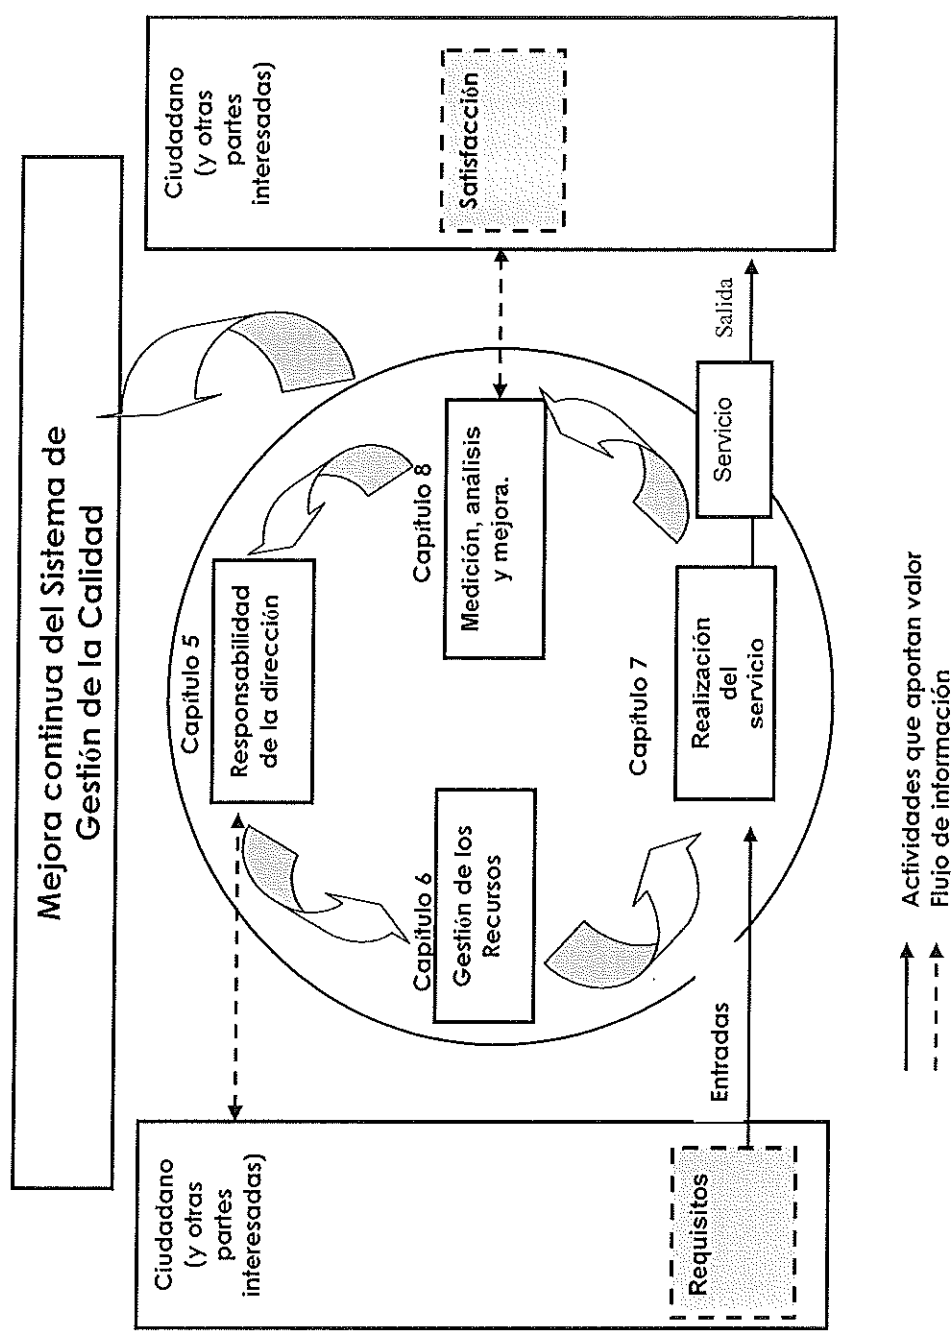 Mejora continua del Sistema de
Gestión de la Calidad
Ciudadano
(y otras
partes
interesadas)
Requisitos
Entradas
Capítulo 5
Responsabilidad
de la dirección
Capítulo 6
Gestión de los
Recursos
Capítulo 8
Medición, análisis
y mejora.
Capítulo 7
Realización
del
servicio
Servicio
Salida
Ciudadano
(y otras
partes
interesadas)
Satisfacción
Actividades que aportan valor
Flujo de información